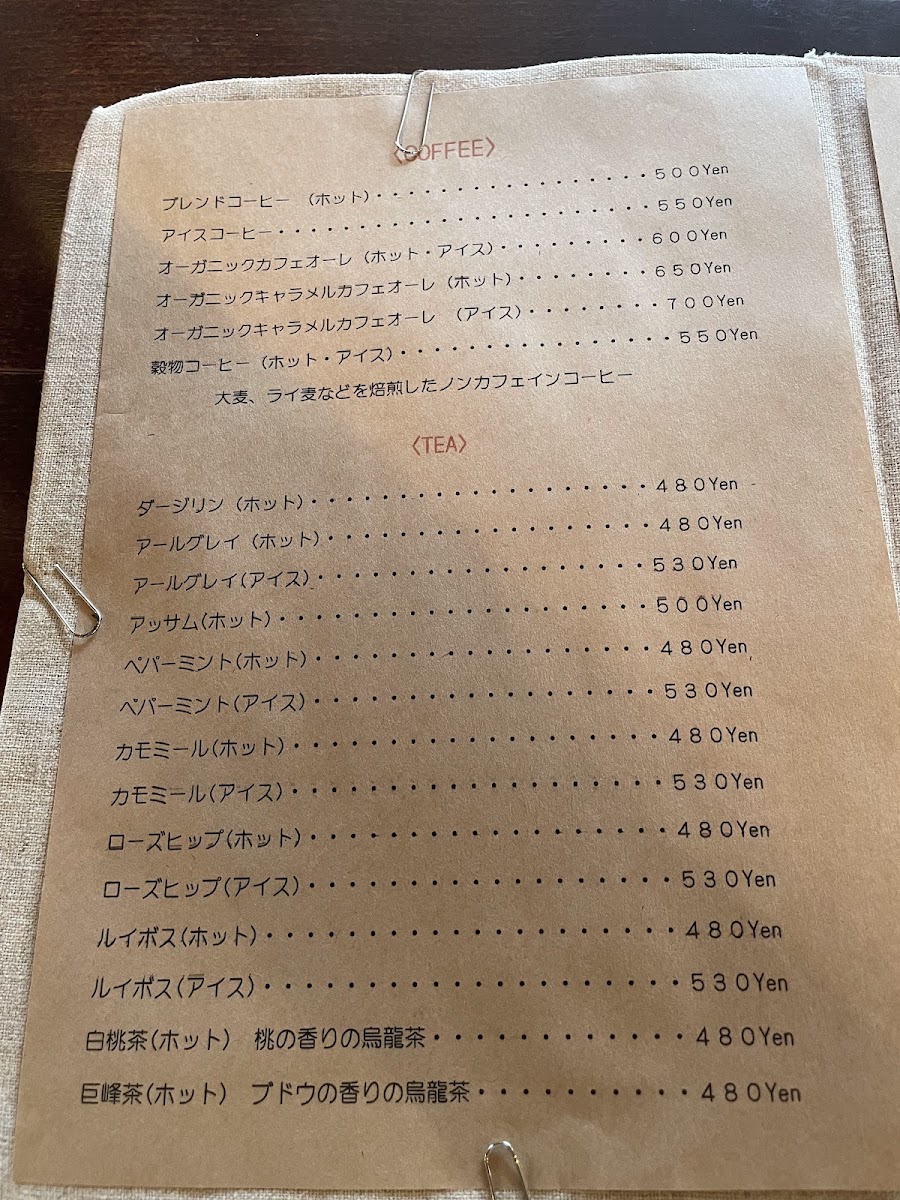 〈COFFEE〉
ブレンドコーヒー （ホット）・・・・・・・・・・・・・・・・５００Yen
アイスコーヒー・・・・・・・・・・・・・・・・・・・・・５５０Yen
オーガニックカフェオーレ（ホット・アイス）・・・・・・・・６００Yen
オーガニックキャラメルカフェオーレ（ホット）・・・・・・・６５０Yen
オーガニックキャラメルカフェオーレ （アイス）・・・・・・・７００Yen
穀物コーヒー（ホット・アイス）・・・・・・・・・・・・・・・５５０Yen
大麦、ライ麦などを焙煎したノンカフェインコーヒー
〈TEA〉
ダージリン（ホット）・・・・・・・・・・・・・・・・・・・４８０Yen
アールグレイ（ホット）・・・・・・・・・・・・・・・・・・４８０Yen
アールグレイ(アイス)・・・・・・・・・・・・・・・・・・・５３０Yen
アッサム(ホット)・・・・・・・・・・・・・・・・・・・・・５００Yen
ペパーミント(ホット)・・・・・・・・・・・・・・・・・・・４８０Yen
ペパーミント(アイス)・・・・・・・・・・・・・・・・・・・５３０Yen
カモミール(ホット)・・・・・・・・・・・・・・・・・・・・４８０Yen
カモミール(アイス)・・・・・・・・・・・・・・・・・・・・５３０Yen
ローズヒップ(ホット)・・・・・・・・・・・・・・・・・・・４８０Yen
ローズヒップ(アイス)・・・・・・・・・・・・・・・・・・・５３０Yen
ルイボス(ホット)・・・・・・・・・・・・・・・・・・・・・４８０Yen
ルイボス(アイス)・・・・・・・・・・・・・・・・・・・・・５３０Yen
白桃茶(ホット)　桃の香りの烏龍茶・・・・・・・・・・・・４８０Yen
巨峰茶(ホット)　ブドウの香りの烏龍茶・・・・・・・・・・４８０Yen